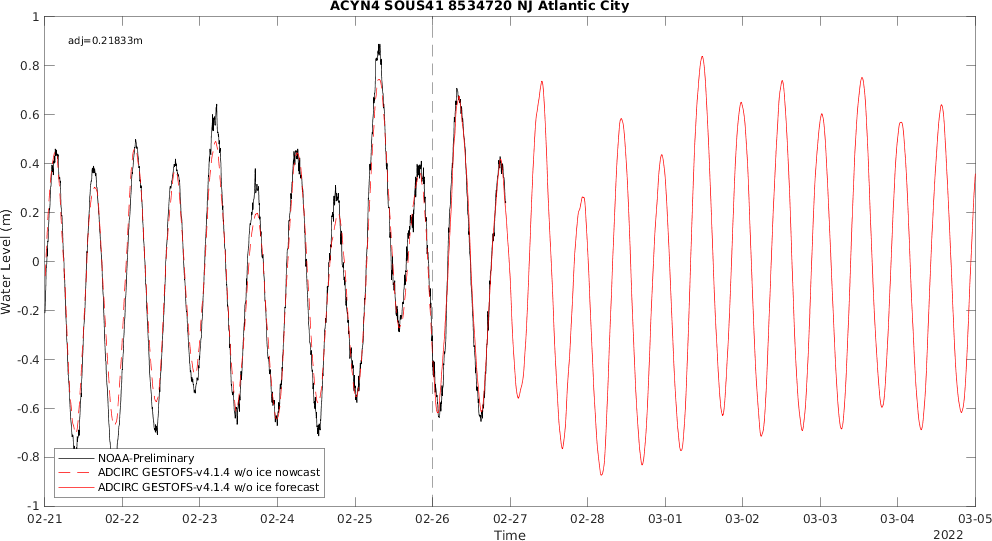 ACYN4 SOUS41 8534720 NJ Atlantic City
adj=0.21833m
1
0.8
0.6
0.4
0.2
0
-0.2
-0.4
-0.6
-0.8
-1
Water Level (m)
NOAA-Preliminary
ADCIRC GESTOFS-v4.1.4 w/o ice nowcast
ADCIRC GESTOFS-v4.1.4 w/o ice forecast
02-21 02-22 02-23 02-24 02-25 02-26 02-27 02-28 03-01 03-02 03-03 03-04 03-05
Time
2022